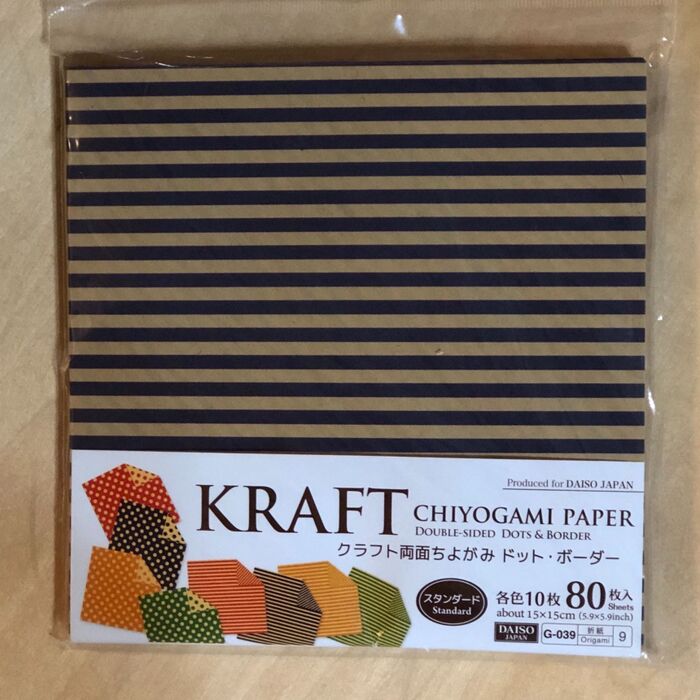 Produced for DAISO JAPAN
KRAFT CHIYOGAMI PAPER
DOUBLE-SIDED DOTS & BORDER
クラフト両面ちよがみ ドット・ボーダー
スタンダード
Standard
各色10枚 80枚入
Sheets
about 15×15cm (5.9×5.9inch)
DAISO
JAPAN
G-039
折紙
Origami
9